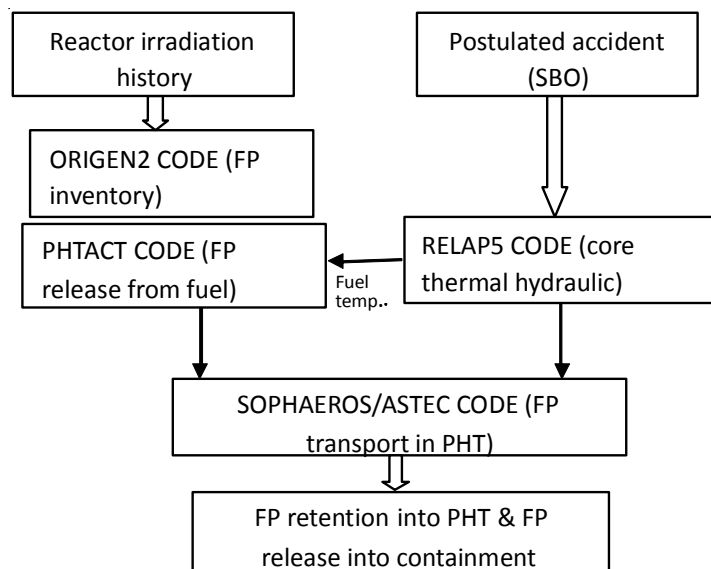 Reactor irradiation
history
Postulated accident
(SBO)
ORIGEN2 CODE (FP
inventory)
PHTACT CODE (FP
release from fuel)
Fuel
temp..
RELAP5 CODE (core
thermal hydraulic)
SOPHAEROS/ASTEC CODE (FP
transport in PHT)
FP retention into PHT & FP
release into containment